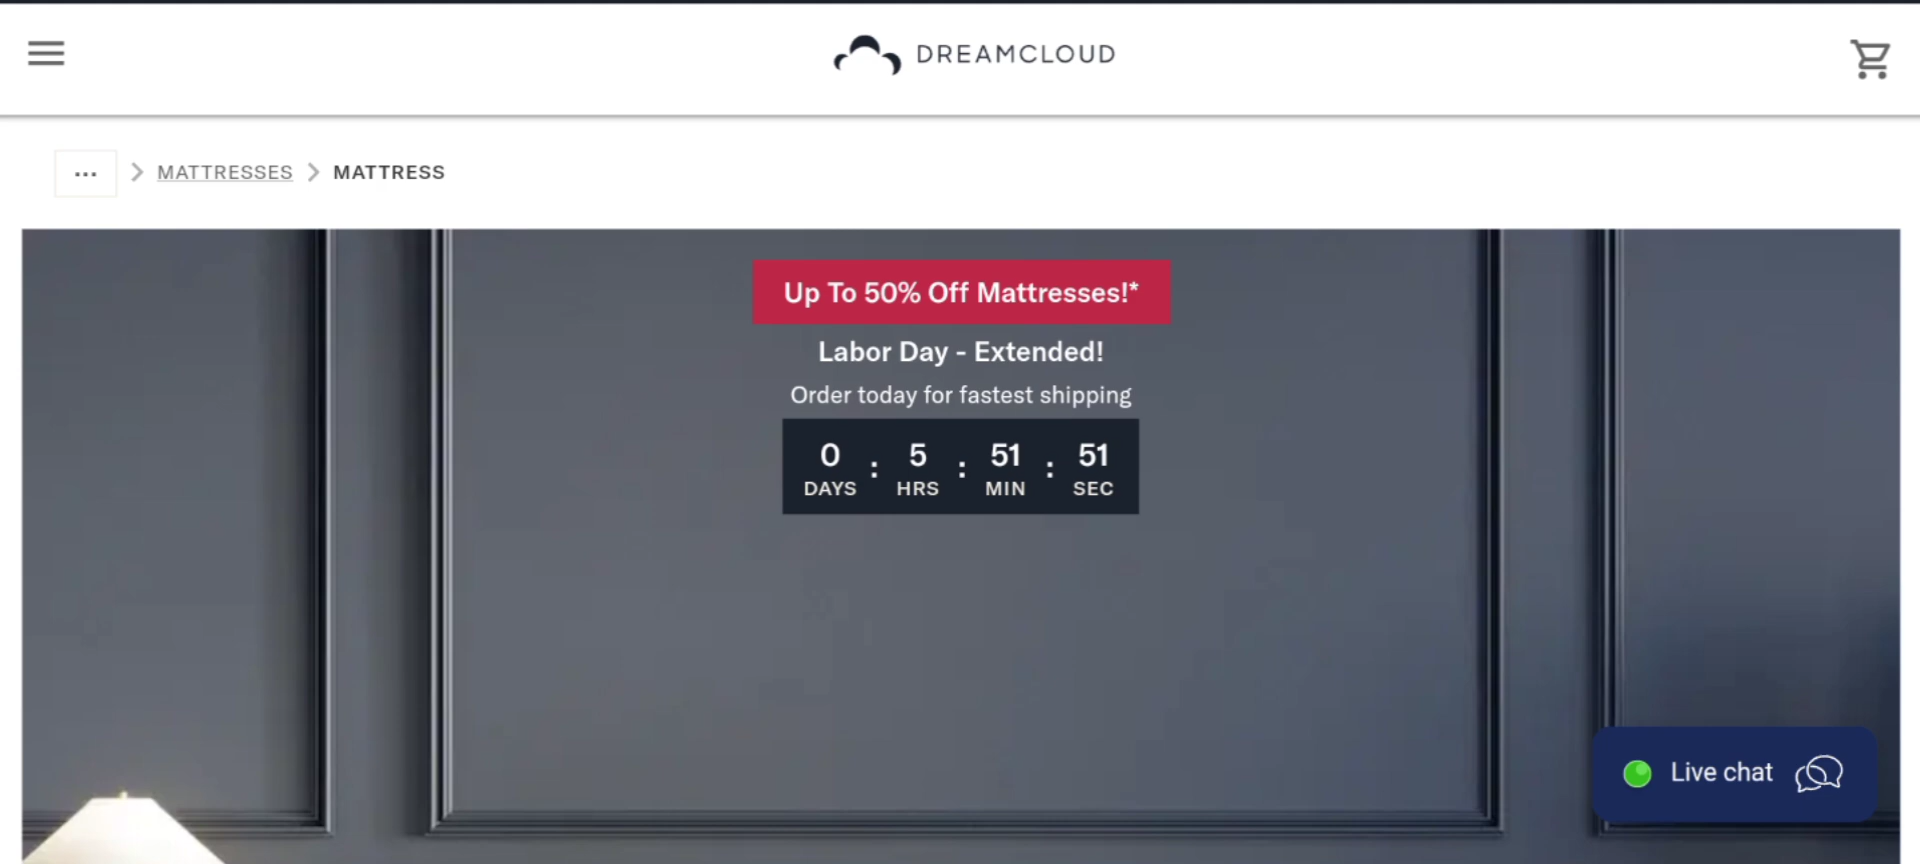 DREAMCLOUD
... > MATTRESSES > MATTRESS
Up To 50% Off Mattresses!*
Labor Day - Extended!
Order today for fastest shipping
0 : 5 : 51 : 51
DAYS HRS MIN SEC
Live chat